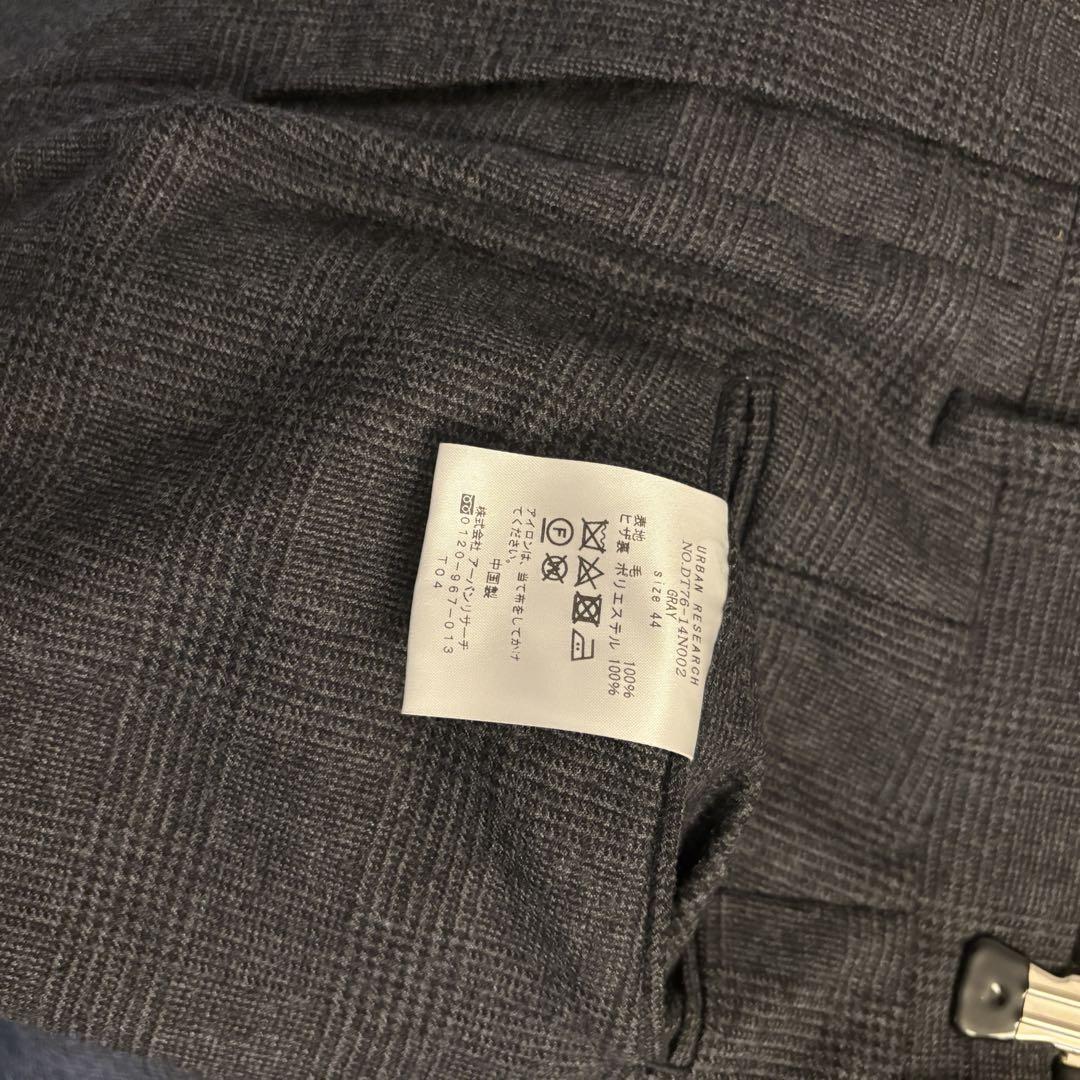 URBAN RESEARCH
NO.DT76-14N002
GRAY
size 44
表地 毛 100%
ヒザ裏 ポリエステル 100%
F
アイロンは、当て布をしてかけ
てください。
中国製
株式会社 アーバンリサーチ
0120-967-013
T04